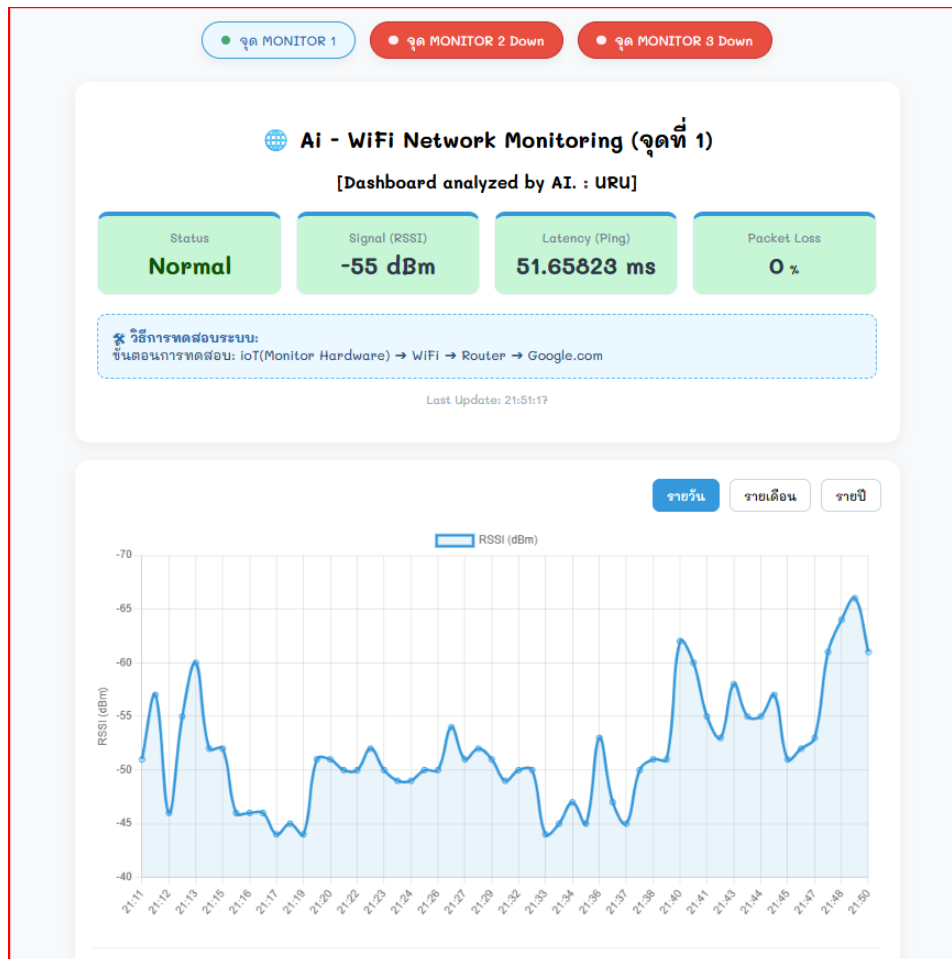 จุด MONITOR 1
จุด MONITOR 2 Down
จุด MONITOR 3 Down
🌐 Ai - WiFi Network Monitoring (จุดที่ 1)
[Dashboard analyzed by AI. : URU]
Status
Normal
Signal (RSSI)
-55 dBm
Latency (Ping)
51.65823 ms
Packet Loss
0 %
🛠 วิธีการทดสอบระบบ:
ขั้นตอนการทดสอบ: ioT(Monitor Hardware) ➔ WiFi ➔ Router ➔ Google.com
Last Update: 21:51:17
รายวัน
รายเดือน
รายปี
RSSI (dBm)
RSSI (dBm)
-70
-65
-60
-55
-50
-45
-40
21:11
21:12
21:13
21:15
21:16
21:17
21:19
21:20
21:22
21:23
21:24
21:26
21:27
21:29
21:32
21:33
21:34
21:36
21:37
21:38
21:40
21:41
21:43
21:44
21:45
21:47
21:48
21:50